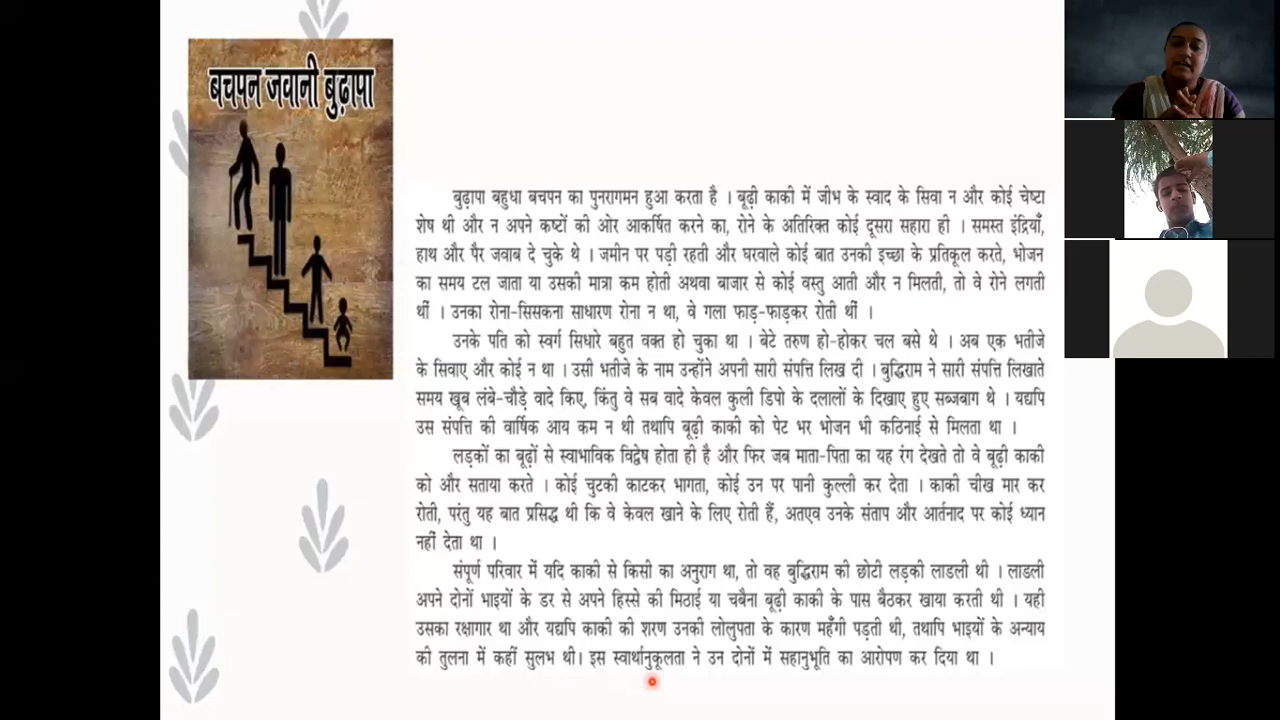 बचपन जवानी बुढ़ापा
बुढ़ापा बहुधा बचपन का पुनरागमन हुआ करता है । बूढ़ी काकी में जीभ के स्वाद के सिवा न और कोई चेष्टा
शेष थी और न अपने कष्टों की ओर आकर्षित करने का, रोने के अतिरिक्त कोई दूसरा सहारा ही । समस्त इंद्रियाँ,
हाथ और पैर जवाब दे चुके थे । जमीन पर पड़ी रहती और घरवाले कोई बात उनकी इच्छा के प्रतिकूल करते, भोजन
का समय टल जाता या उसकी मात्रा कम होती अथवा बाजार से कोई वस्तु आती और न मिलती, तो वे रोने लगती
थीं । उनका रोना-सिसकना साधारण रोना न था, वे गला फाड़-फाड़कर रोती थीं ।
उनके पति को स्वर्ग सिधारे बहुत वक्त हो चुका था । बेटे तरुण हो-होकर चल बसे थे । अब एक भतीजे
के सिवाए और कोई न था । उसी भतीजे के नाम उन्होंने अपनी सारी संपत्ति लिख दी । बुद्धिराम ने सारी संपत्ति लिखाते
समय खूब लंबे-चौड़े वादे किए, किंतु वे सब वादे केवल कुली डिपो के दलालों के दिखाए हुए सब्जबाग थे । यद्यपि
उस संपत्ति की वार्षिक आय कम न थी तथापि बूढ़ी काकी को पेट भर भोजन भी कठिनाई से मिलता था ।
लड़कों का बूढ़ों से स्वाभाविक विद्वेष होता ही है और फिर जब माता-पिता का यह रंग देखते तो वे बूढ़ी काकी
को और सताया करते । कोई चुटकी काटकर भागता, कोई उन पर पानी कुल्ली कर देता । काकी चीख मार कर
रोती, परंतु यह बात प्रसिद्ध थी कि वे केवल खाने के लिए रोती हैं, अतएव उनके संताप और आर्तनाद पर कोई ध्यान
नहीं देता था ।
संपूर्ण परिवार में यदि काकी से किसी का अनुराग था, तो वह बुद्धिराम की छोटी लड़की लाडली थी । लाडली
अपने दोनों भाइयों के डर से अपने हिस्से की मिठाई या चबैना बूढ़ी काकी के पास बैठकर खाया करती थी । यही
उसका रक्षागार था और यद्यपि काकी की शरण उनकी लोलुपता के कारण महँगी पड़ती थी, तथापि भाइयों के अन्याय
की तुलना में कहीं सुलभ थी। इस स्वार्थानुकूलता ने उन दोनों में सहानुभूति का आरोपण कर दिया था ।